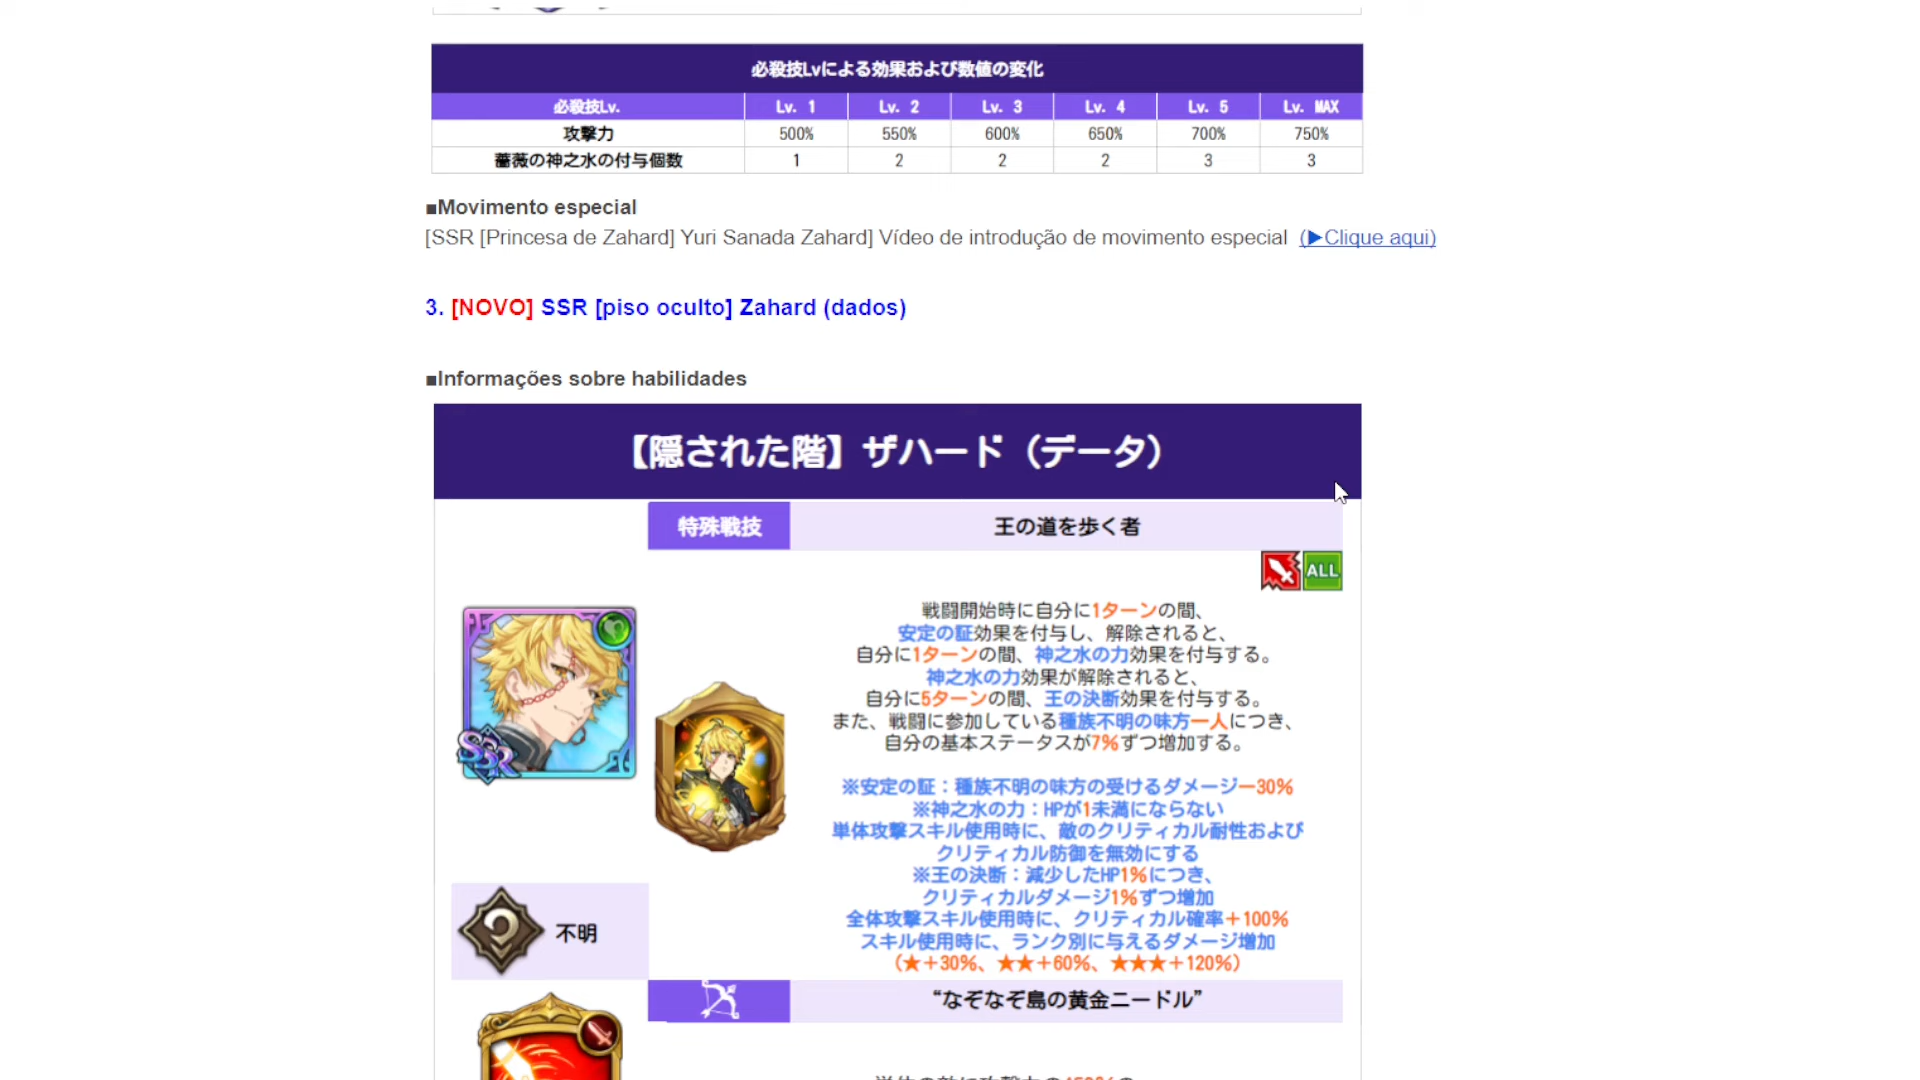 必殺技Lvによる効果および数値の変化
必殺技Lv. Lv. 1 Lv. 2 Lv. 3 Lv. 4 Lv. 5 Lv. MAX
攻撃力 500% 550% 600% 650% 700% 750%
薔薇の神之水の付与個数 1 2 2 2 3 3
■Movimento especial
[SSR [Princesa de Zahard] Yuri Sanada Zahard] Vídeo de introdução de movimento especial (▶Clique aqui)
3. [NOVO] SSR [piso oculto] Zahard (dados)
■Informações sobre habilidades
【隠された階】ザハード（データ）
特殊戦技 王の道を歩く者
ALL
戦闘開始時に自分に1ターンの間、
安定の証効果を付与し、解除されると、
自分に1ターンの間、神之水の力効果を付与する。
神之水の力効果が解除されると、
自分に5ターンの間、王の決断効果を付与する。
また、戦闘に参加している種族不明の味方一人につき、
自分の基本ステータスが7%ずつ増加する。
※安定の証：種族不明の味方の受けるダメージー30%
※神之水の力：HPが1未満にならない
単体攻撃スキル使用時に、敵のクリティカル耐性および
クリティカル防御を無効にする
※王の決断：減少したHP1%につき、
クリティカルダメージ1%ずつ増加
全体攻撃スキル使用時に、クリティカル確率＋100%
スキル使用時に、ランク別に与えるダメージ増加
（★＋30%、★★＋60%、★★★＋120%）
SSR
不明
“なぞなぞ島の黄金ニードル”